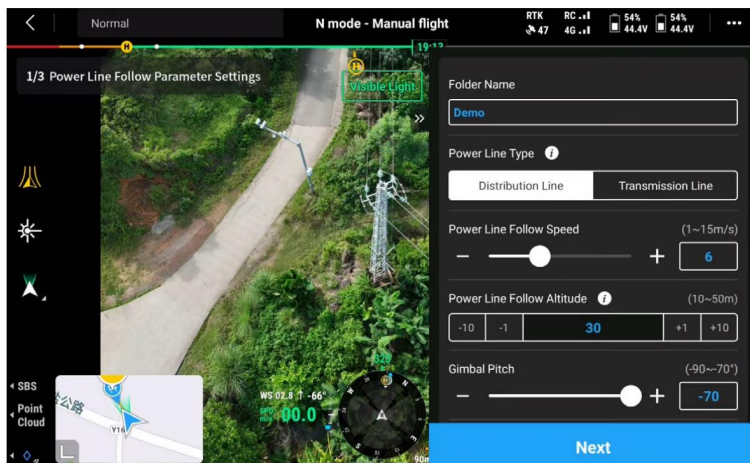 Normal
N mode - Manual flight
RTK
47
RC
4G
54%
44.4V
54%
44.4V
1/3 Power Line Follow Parameter Settings
H
Visible Light
SBS
Point
Cloud
公路
Y16
WS 02.8 ↑ -66°
00.0
N
E
A
90m
Folder Name
Demo
Power Line Type
Distribution Line
Transmission Line
Power Line Follow Speed
(1~15m/s)
− + 6
Power Line Follow Altitude
(10~50m)
-10 -1 30 +1 +10
Gimbal Pitch
(-90~-70°)
− + -70
Next